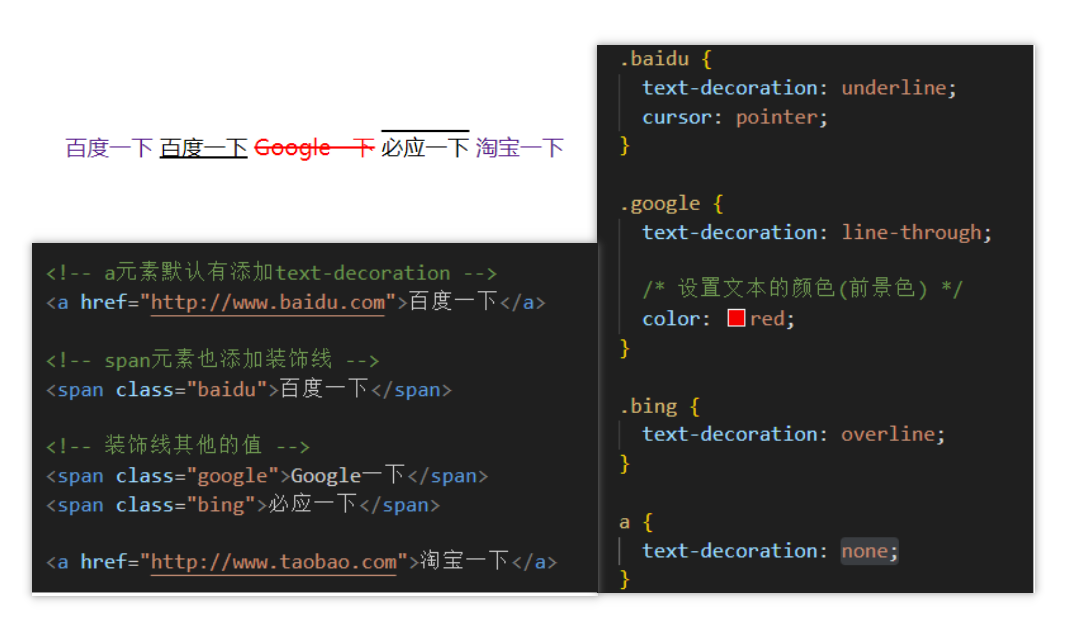 百度一下 百度一下 Google一下 必应一下 淘宝一下
<!-- a元素默认有添加text-decoration -->
<a href="http://www.baidu.com">百度一下</a>
<!-- span元素也添加装饰线 -->
<span class="baidu">百度一下</span>
<!-- 装饰线其他的值 -->
<span class="google">Google一下</span>
<span class="bing">必应一下</span>
<a href="http://www.taobao.com">淘宝一下</a>
.baidu {
text-decoration: underline;
cursor: pointer;
}
.google {
text-decoration: line-through;
/* 设置文本的颜色(前景色) */
color: red;
}
.bing {
text-decoration: overline;
}
a {
text-decoration: none;
}